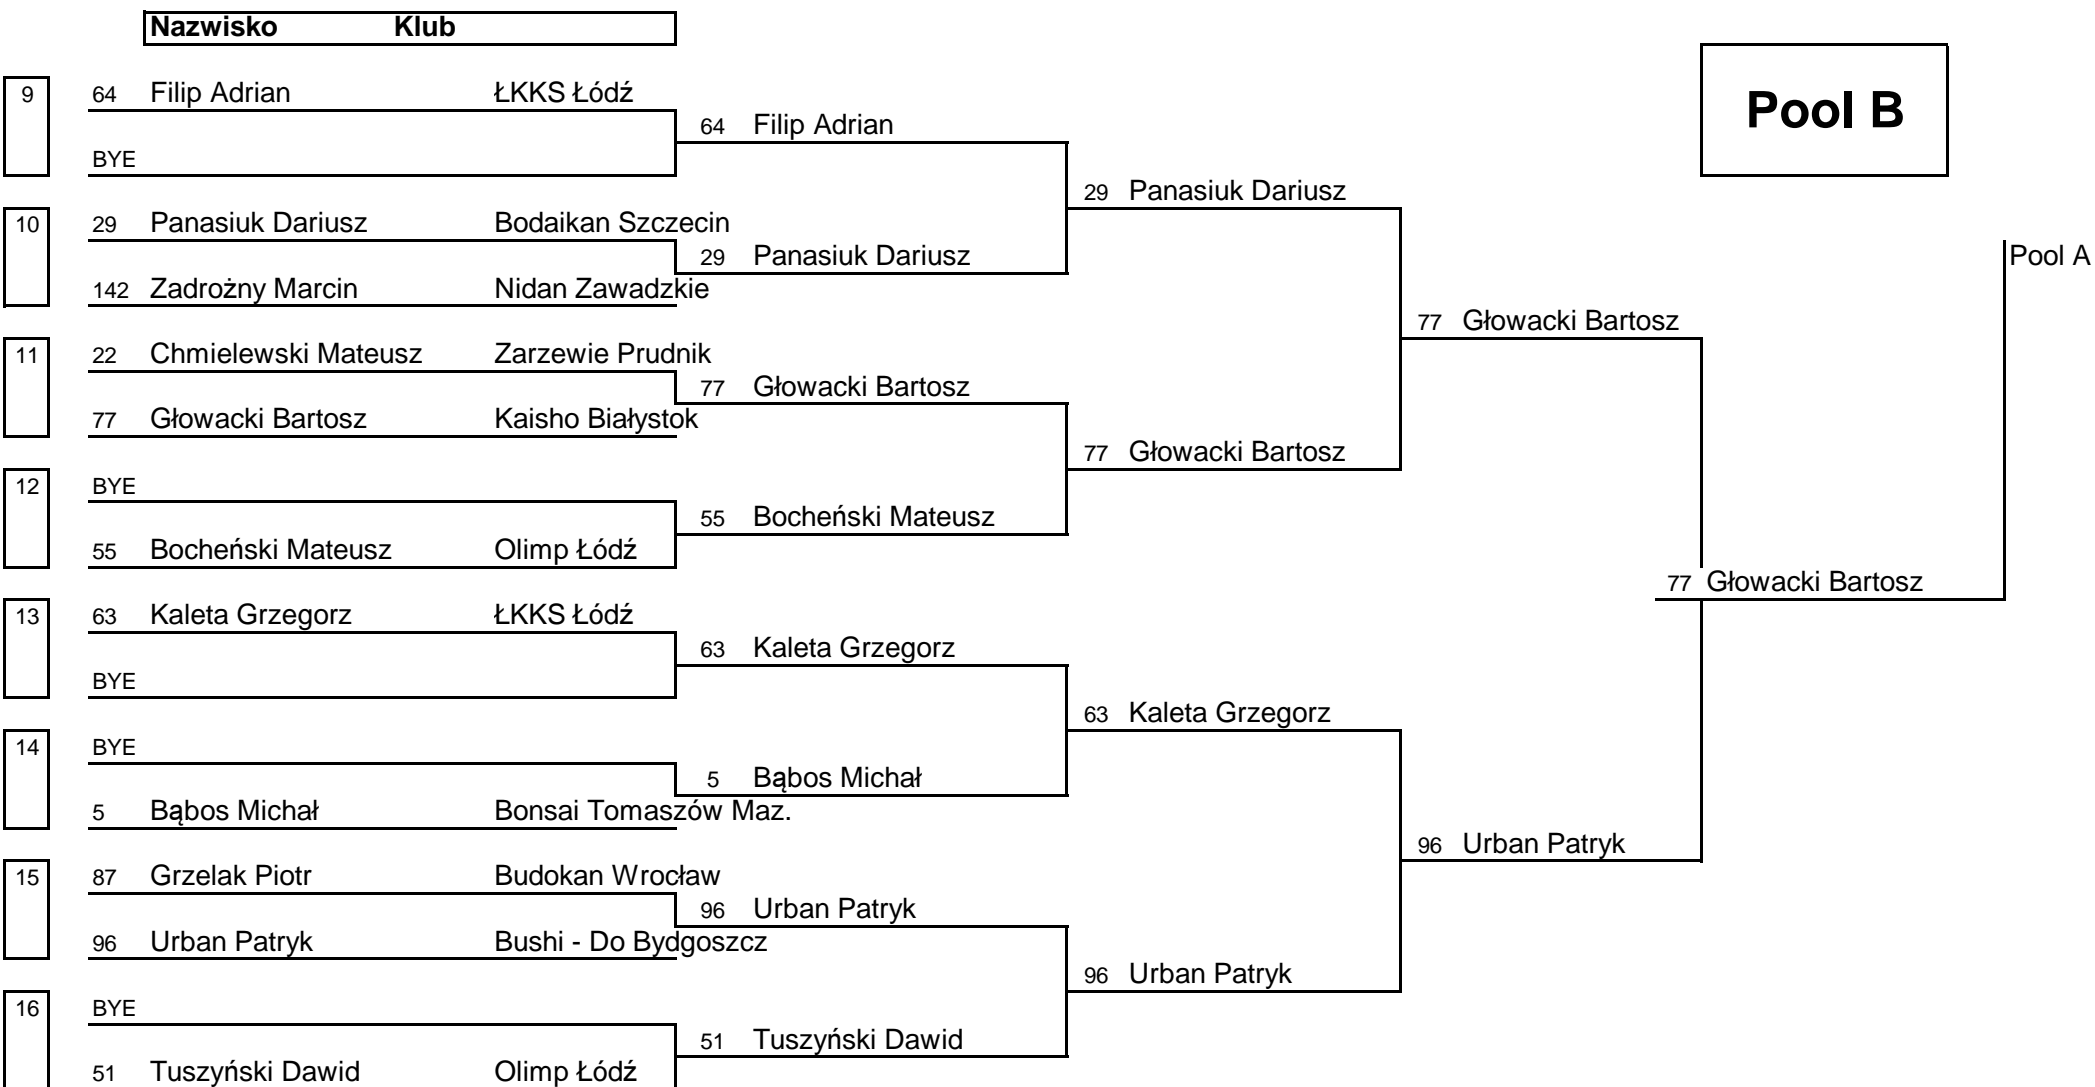 Nazwisko Klub
Pool B
9 64 Filip Adrian ŁKKS Łódź
64 Filip Adrian
BYE
29 Panasiuk Dariusz
10 29 Panasiuk Dariusz Bodaikan Szczecin
29 Panasiuk Dariusz
Pool A
142 Zadrożny Marcin Nidan Zawadzkie
77 Głowacki Bartosz
11 22 Chmielewski Mateusz Zarzewie Prudnik
77 Głowacki Bartosz
77 Głowacki Bartosz Kaisho Białystok
77 Głowacki Bartosz
12 BYE
55 Bocheński Mateusz
55 Bocheński Mateusz Olimp Łódź
77 Głowacki Bartosz
13 63 Kaleta Grzegorz ŁKKS Łódź
63 Kaleta Grzegorz
BYE
63 Kaleta Grzegorz
14 BYE
5 Bąbos Michał
5 Bąbos Michał Bonsai Tomaszów Maz.
96 Urban Patryk
15 87 Grzelak Piotr Budokan Wrocław
96 Urban Patryk
96 Urban Patryk Bushi - Do Bydgoszcz
96 Urban Patryk
16 BYE
51 Tuszyński Dawid
51 Tuszyński Dawid Olimp Łódź